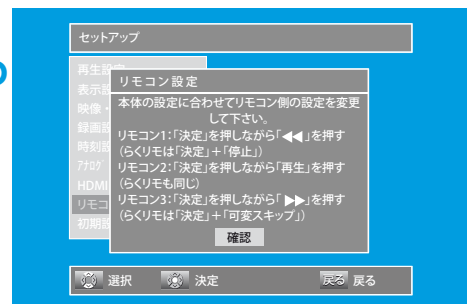 セットアップ
再生設
表示設
映像・
録画設
時刻設
アナログ
HDMI
リモコ
初期設
リモコン設定
本体の設定に合わせてリモコン側の設定を変更
して下さい。
リモコン1:「決定」を押しながら「◀◀」を押す
(らくリモは「決定」+「停止」)
リモコン2:「決定」を押しながら「再生」を押す
(らくリモも同じ)
リモコン3:「決定」を押しながら「▶▶」を押す
(らくリモは「決定」+「可変スキップ」)
確認
選択
決定
戻る 戻る